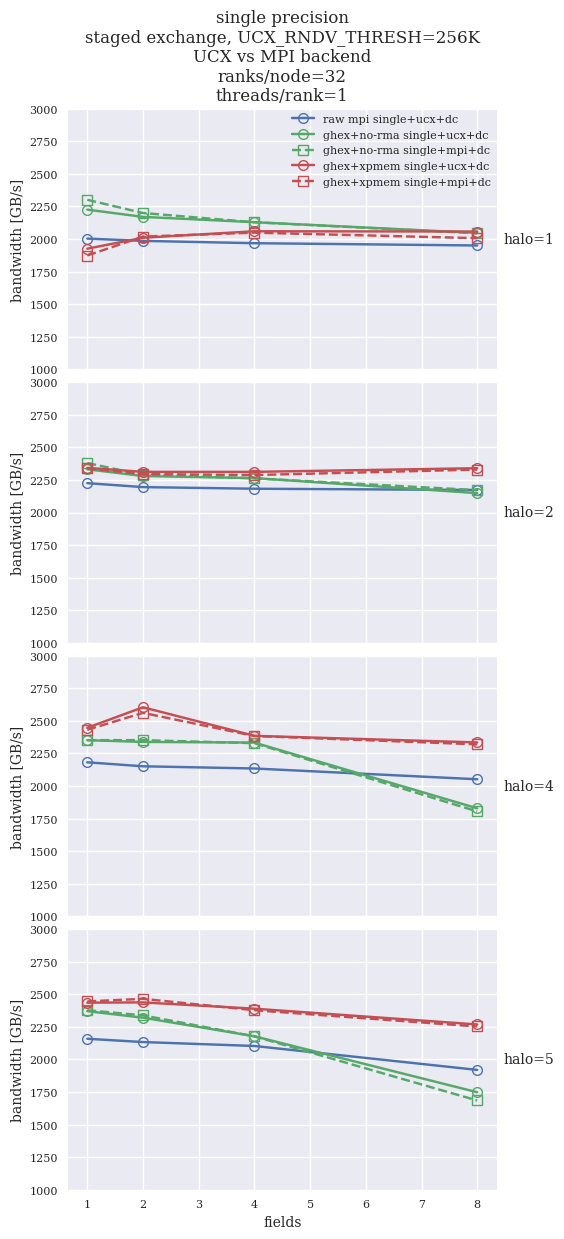 single precision
staged exchange, UCX_RNDV_THRESH=256K
UCX vs MPI backend
ranks/node=32
threads/rank=1
3000
2750
2500
2250
2000
1750
1500
1250
1000
bandwidth [GB/s]
raw mpi single+ucx+dc
ghex+no-rma single+ucx+dc
ghex+no-rma single+mpi+dc
ghex+xpmem single+ucx+dc
ghex+xpmem single+mpi+dc
halo=1
3000
2750
2500
2250
2000
1750
1500
1250
1000
bandwidth [GB/s]
halo=2
3000
2750
2500
2250
2000
1750
1500
1250
1000
bandwidth [GB/s]
halo=4
3000
2750
2500
2250
2000
1750
1500
1250
1000
bandwidth [GB/s]
halo=5
1 2 3 4 5 6 7 8
fields